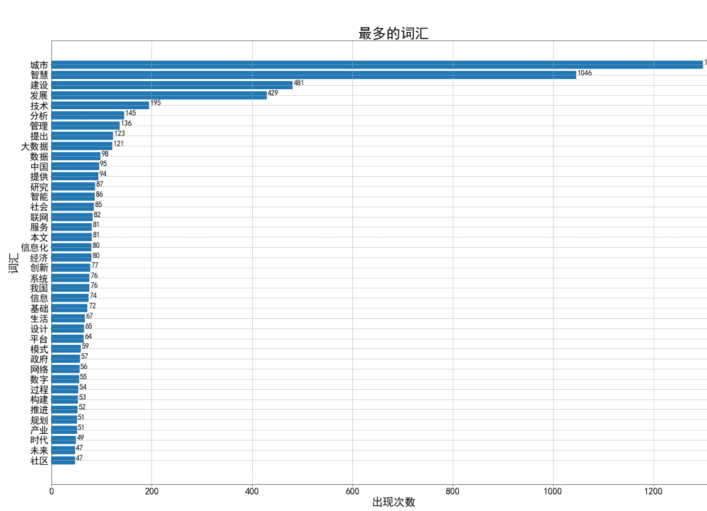 最多的词汇
城市
智慧 1046
建设 481
发展 429
技术 195
分析 145
管理 136
提出 123
大数据 121
数据 98
中国 95
提供 94
研究 87
智能 86
社会 85
联网 82
服务 81
本文 81
信息化 80
经济 80
创新 77
系统 76
我国 76
信息 74
基础 72
生活 67
设计 65
平台 64
模式 59
政府 57
网络 56
数字 55
过程 54
构建 53
推进 52
规划 51
产业 51
时代 49
未来 47
社区 47
词汇
0 200 400 600 800 1000 1200
出现次数